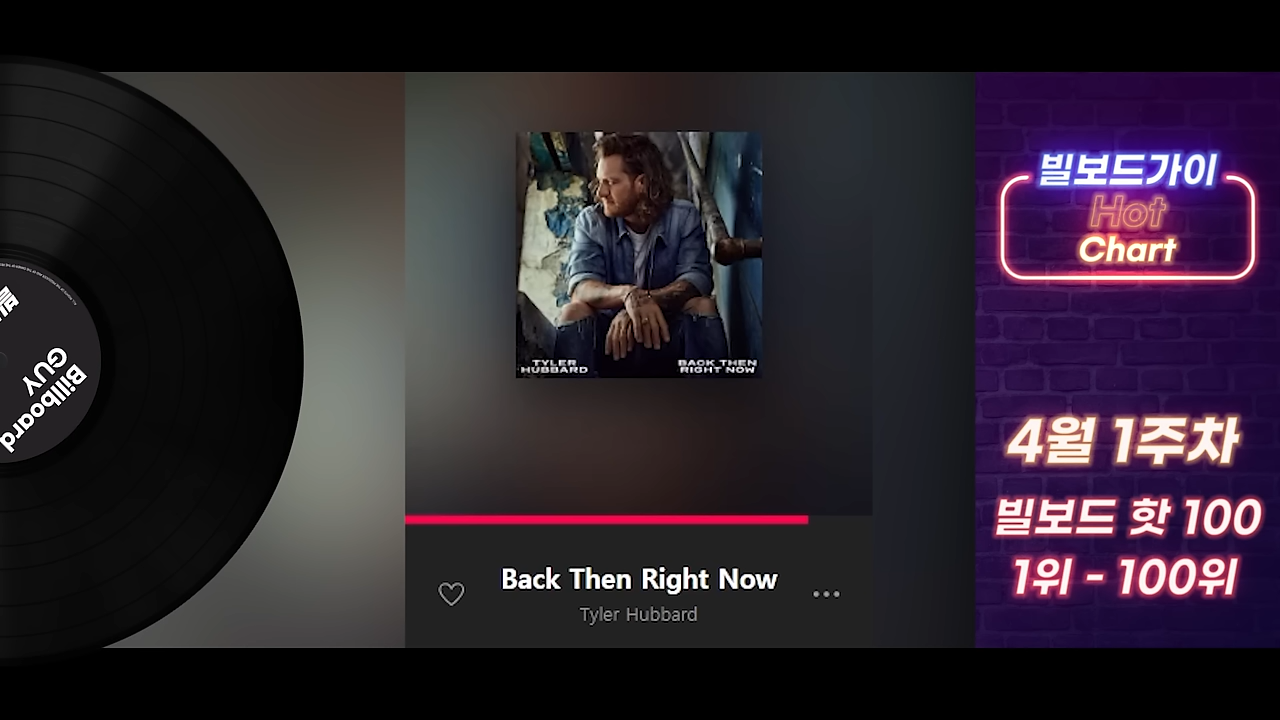 Billboard
GUY
TYLER
HUBBARD
BACK THEN
RIGHT NOW
Back Then Right Now
Tyler Hubbard
빌보드가이
Hot
Chart
4월 1주차
빌보드 핫 100
1위 - 100위